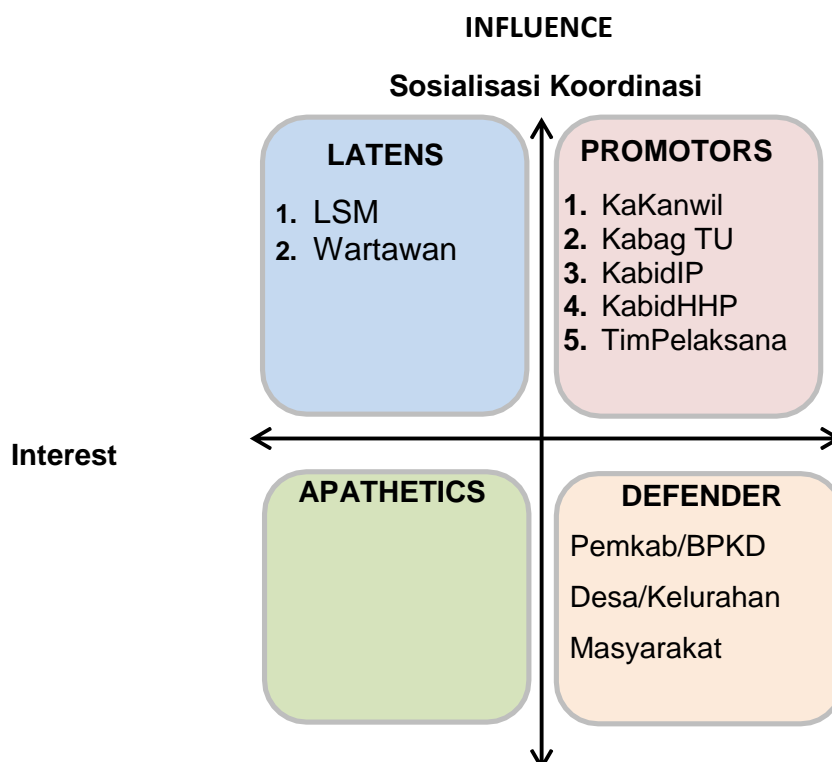 INFLUENCE
Sosialisasi Koordinasi
LATENS
1. LSM
2. Wartawan
PROMOTORS
1. KaKanwil
2. Kabag TU
3. KabidIP
4. KabidHHP
5. TimPelaksana
Interest
APATHETICS
DEFENDER
Pemkab/BPKD
Desa/Kelurahan
Masyarakat